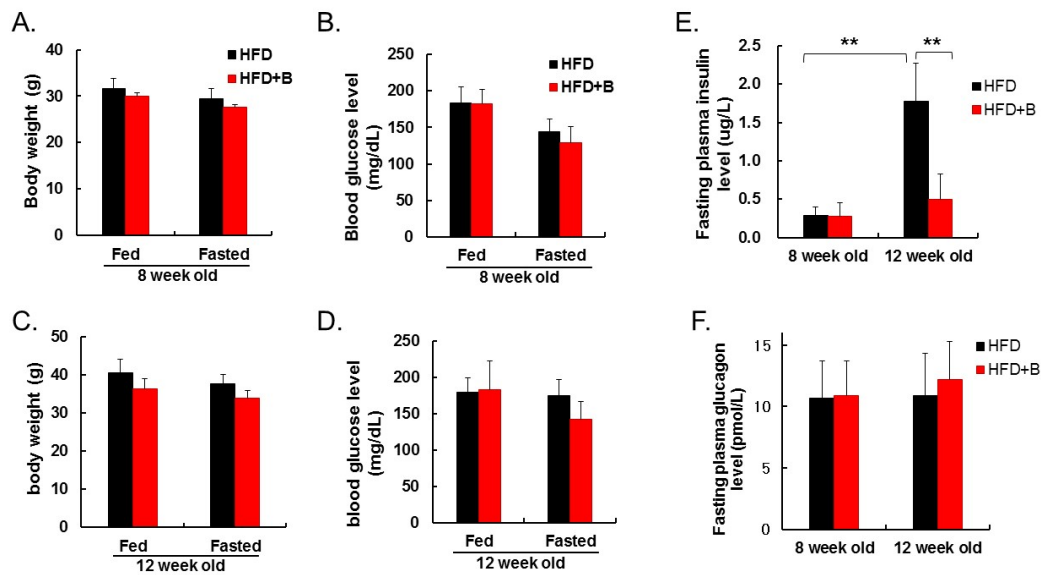 A.
Body weight (g)
40
30
20
10
0
HFD
HFD+B
Fed
Fasted
8 week old
B.
Blood glucose level
(mg/dL)
250
200
150
100
50
0
HFD
HFD+B
Fed
Fasted
8 week old
E.
Fasting plasma insulin
level (ug/L)
2.5
2.0
1.5
1.0
0.5
0.0
**
**
HFD
HFD+B
8 week old
12 week old
C.
body weight (g)
50
40
30
20
10
0
Fed
Fasted
12 week old
D.
blood glucose level
(mg/dL)
250
200
150
100
50
0
Fed
Fasted
12 week old
F.
Fasting plasma glucagon
level (pmol/L)
15
10
5
0
HFD
HFD+B
8 week old
12 week old